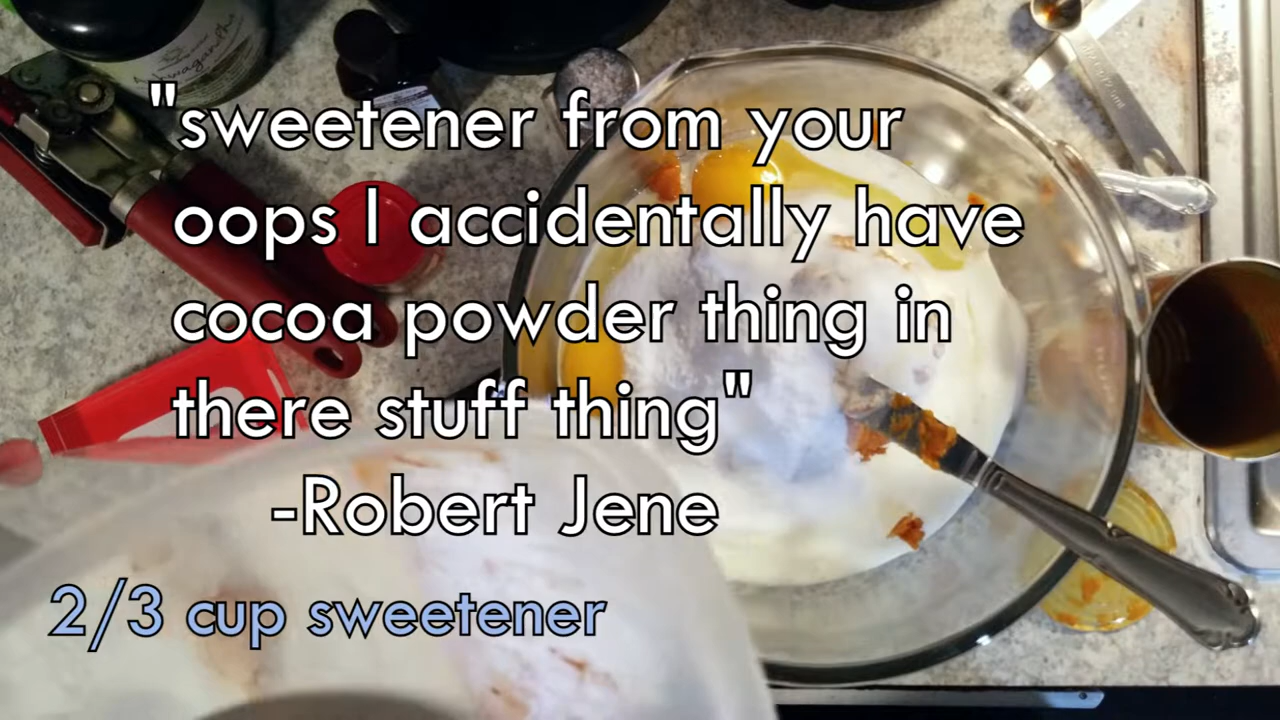 Ashwagandha
"sweetener from your
oops I accidentally have
cocoa powder thing in
there stuff thing"
-Robert Jene
2/3 cup sweetener